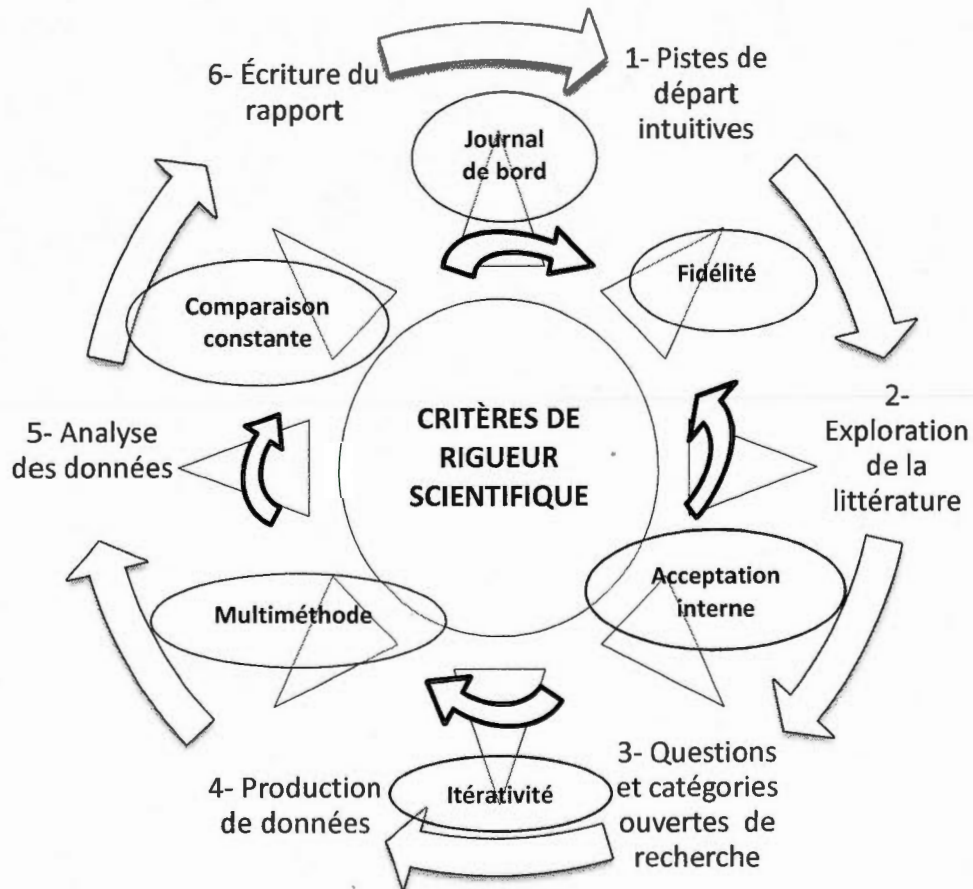 6- Écriture du
rapport
1- Pistes de
départ
intuitives
Journal
de bord
Fidélité
Comparaison
constante
CRITÈRES DE
RIGUEUR
SCIENTIFIQUE
2-
Exploration
de la
littérature
5- Analyse
des données
Acceptation
interne
Multiméthode
3- Questions
et catégories
ouvertes de
recherche
4- Production
de données
Itérativité